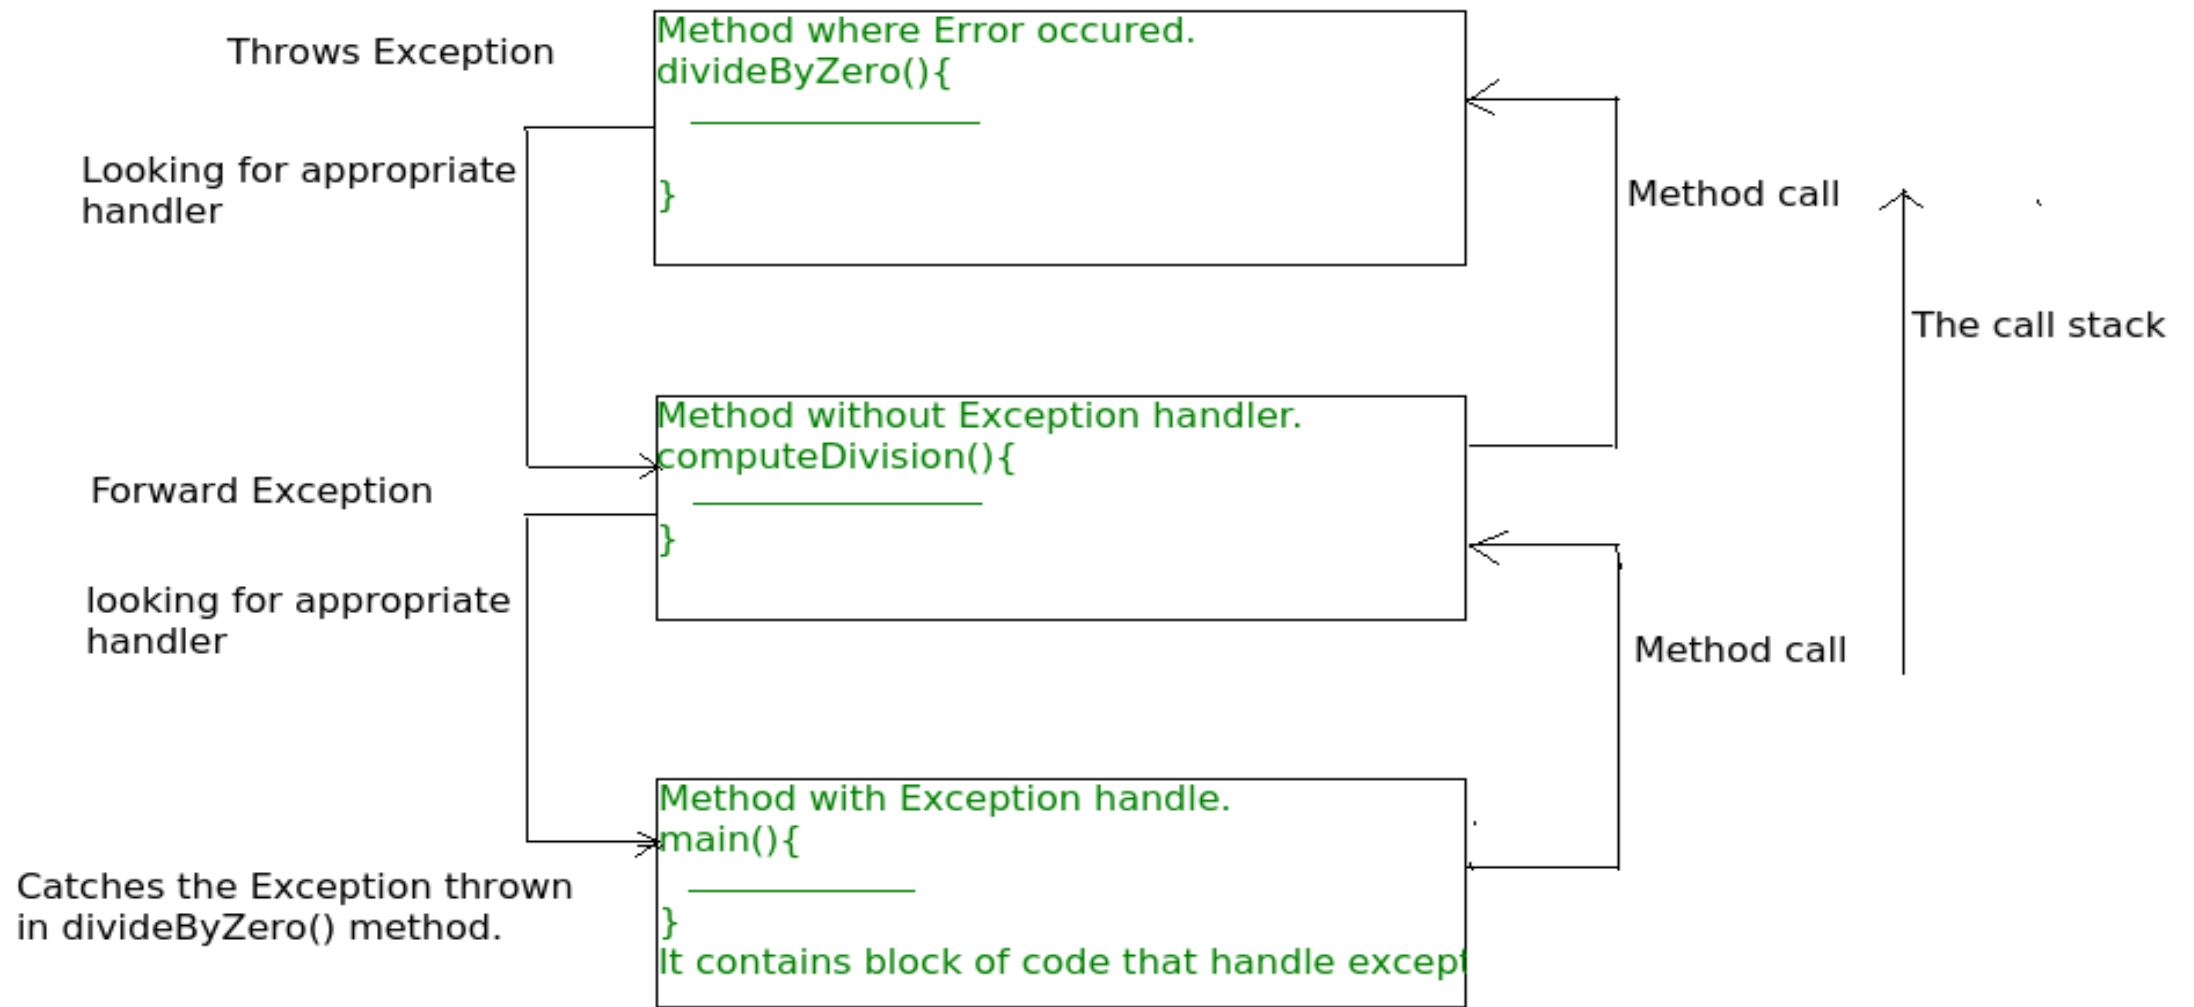 Throws Exception
Method where Error occured.
divideByZero(){
}
Looking for appropriate
handler
Method call
The call stack
Method without Exception handler.
computeDivision(){
}
Forward Exception
looking for appropriate
handler
Method call
Method with Exception handle.
main(){
}
It contains block of code that handle except
Catches the Exception thrown
in divideByZero() method.